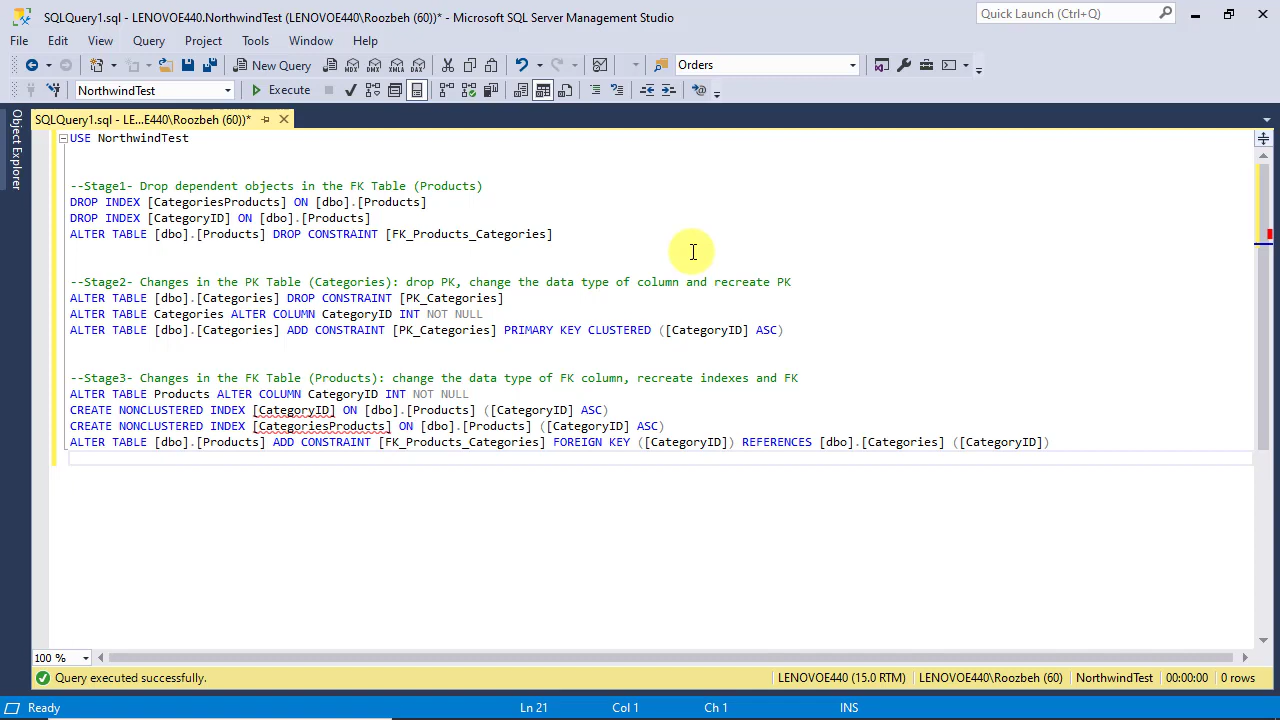 SQLQuery1.sql - LENOVOE440.NorthwindTest (LENOVOE440\Roozbeh (60))* - Microsoft SQL Server Management Studio
Quick Launch (Ctrl+Q)
File Edit View Query Project Tools Window Help
New Query MDX DMX XMLA DAX Orders
NorthwindTest Execute
SQLQuery1.sql - LE...E440\Roozbeh (60))*
Object Explorer
USE NorthwindTest
--Stage1- Drop dependent objects in the FK Table (Products)
DROP INDEX [CategoriesProducts] ON [dbo].[Products]
DROP INDEX [CategoryID] ON [dbo].[Products]
ALTER TABLE [dbo].[Products] DROP CONSTRAINT [FK_Products_Categories]
--Stage2- Changes in the PK Table (Categories): drop PK, change the data type of column and recreate PK
ALTER TABLE [dbo].[Categories] DROP CONSTRAINT [PK_Categories]
ALTER TABLE Categories ALTER COLUMN CategoryID INT NOT NULL
ALTER TABLE [dbo].[Categories] ADD CONSTRAINT [PK_Categories] PRIMARY KEY CLUSTERED ([CategoryID] ASC)
--Stage3- Changes in the FK Table (Products): change the data type of FK column, recreate indexes and FK
ALTER TABLE Products ALTER COLUMN CategoryID INT NOT NULL
CREATE NONCLUSTERED INDEX [CategoryID] ON [dbo].[Products] ([CategoryID] ASC)
CREATE NONCLUSTERED INDEX [CategoriesProducts] ON [dbo].[Products] ([CategoryID] ASC)
ALTER TABLE [dbo].[Products] ADD CONSTRAINT [FK_Products_Categories] FOREIGN KEY ([CategoryID]) REFERENCES [dbo].[Categories] ([CategoryID])
100 %
Query executed successfully. LENOVOE440 (15.0 RTM) LENOVOE440\Roozbeh (60) NorthwindTest 00:00:00 0 rows
Ready Ln 21 Col 1 Ch 1 INS